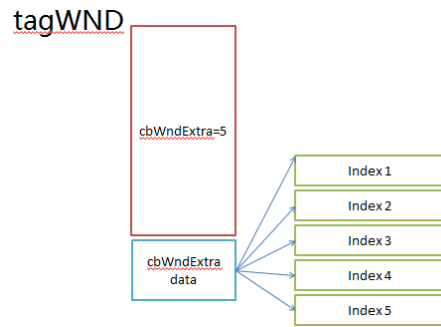 tagWND
cbWndExtra=5
cbWndExtra
data
Index 1
Index 2
Index 3
Index 4
Index 5